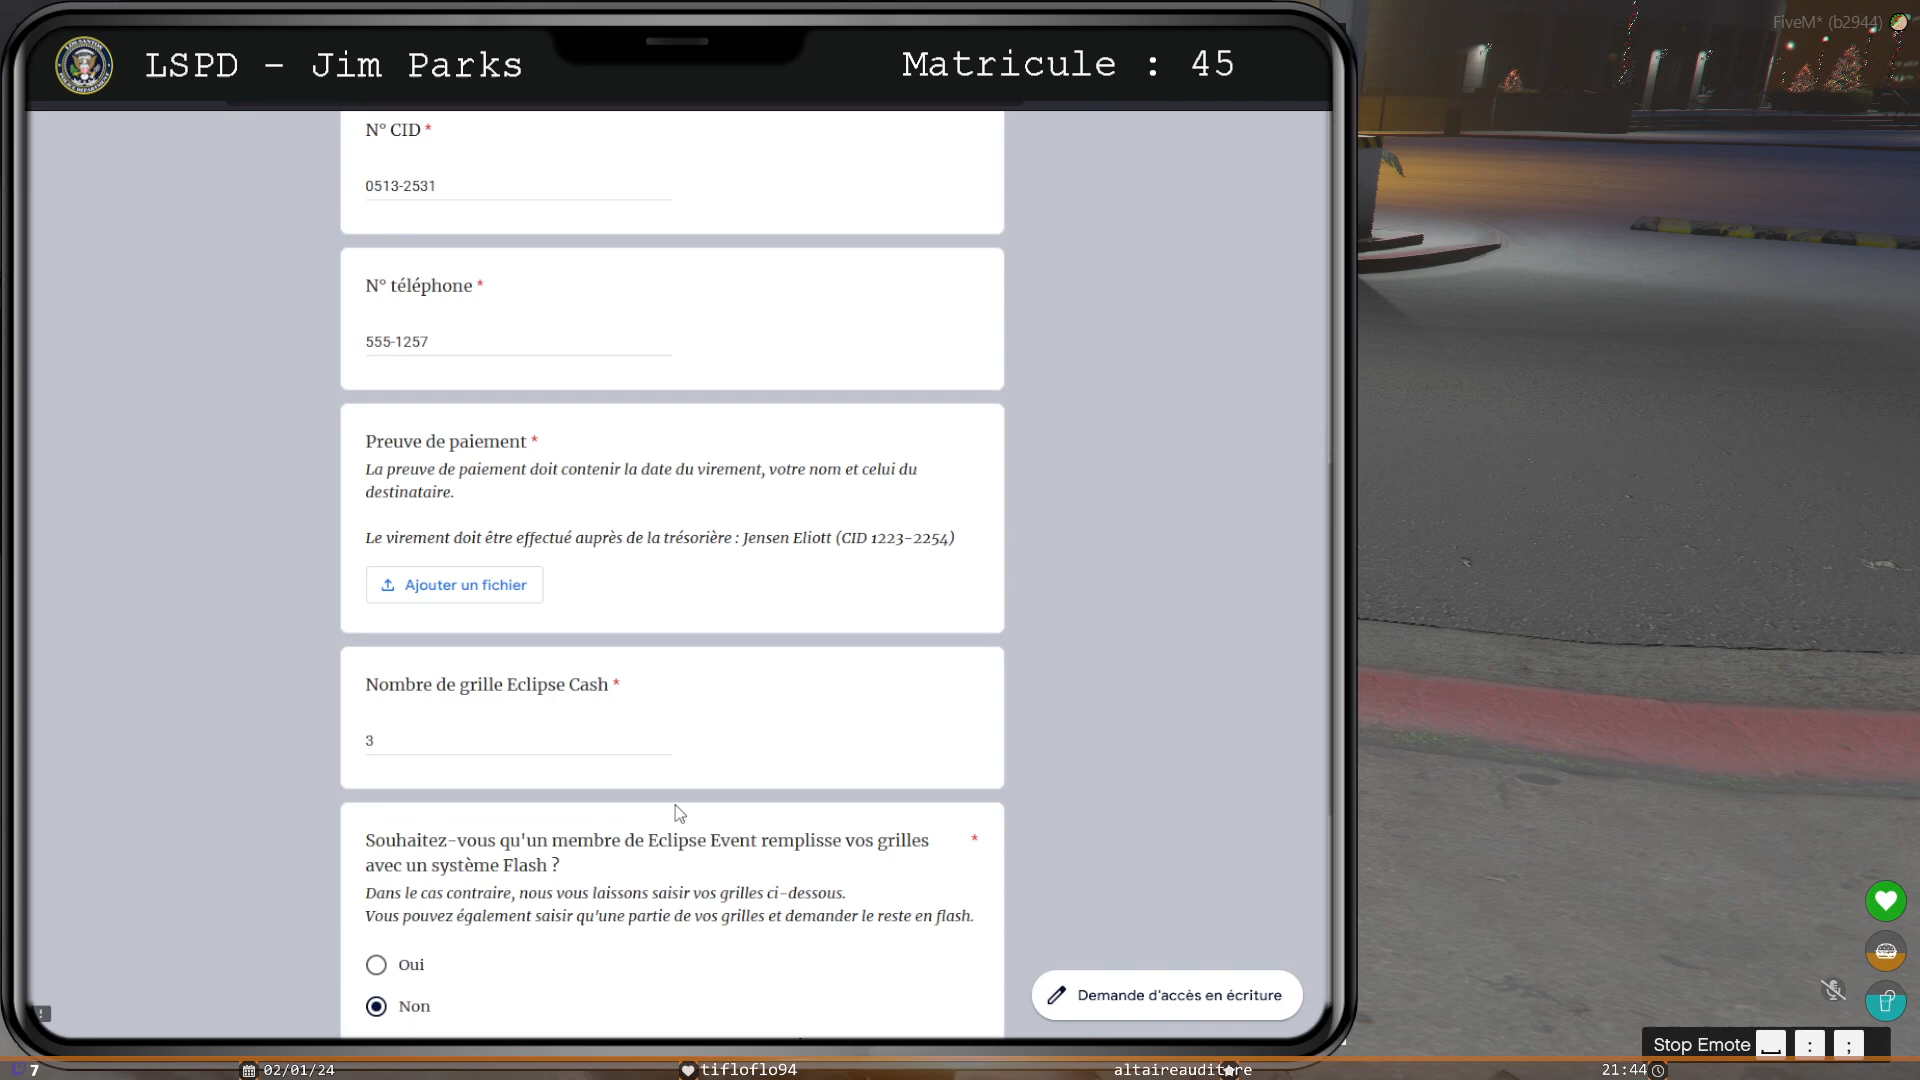 FiveM* (b2944)
LSPD - Jim Parks
Matricule : 45
N° CID *
0513-2531
N° téléphone *
555-1257
Preuve de paiement *
La preuve de paiement doit contenir la date du virement, votre nom et celui du
destinataire.
Le virement doit être effectué auprès de la trésorière : Jensen Eliott (CID 1223-2254)
Ajouter un fichier
Nombre de grille Eclipse Cash *
3
Souhaitez-vous qu'un membre de Eclipse Event remplisse vos grilles *
avec un système Flash ?
Dans le cas contraire, nous vous laissons saisir vos grilles ci-dessous.
Vous pouvez également saisir qu'une partie de vos grilles et demander le reste en flash.
Oui
Non
Demande d'accès en écriture
Stop Emote : ;
7
02/01/24
tifloflo94
altaireauditore
21:44